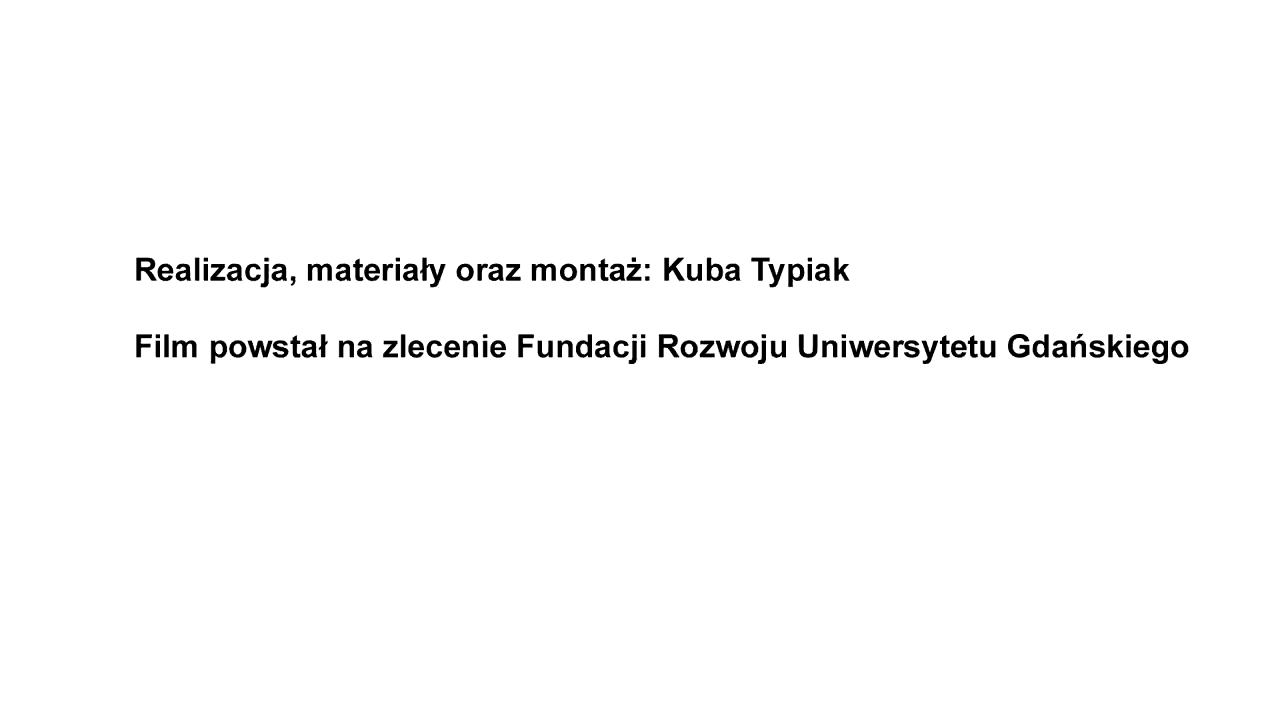 Realizacja, materiały oraz montaż: Kuba Typiak
Film powstał na zlecenie Fundacji Rozwoju Uniwersytetu Gdańskiego